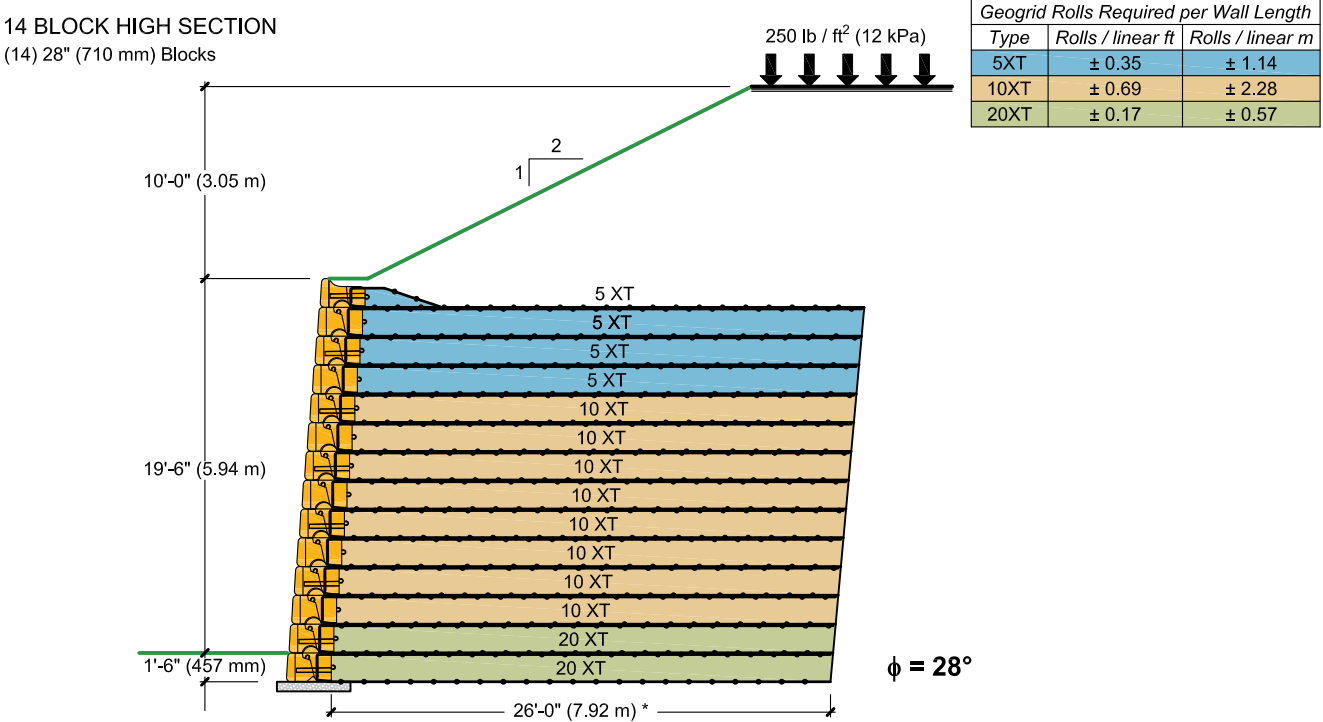 14 BLOCK HIGH SECTION
(14) 28" (710 mm) Blocks
250 lb / ft² (12 kPa)
Geogrid Rolls Required per Wall Length
Type Rolls / linear ft Rolls / linear m
5XT ± 0.35 ± 1.14
10XT ± 0.69 ± 2.28
20XT ± 0.17 ± 0.57
2
1
10'-0" (3.05 m)
5 XT
5 XT
5 XT
5 XT
10 XT
10 XT
10 XT
19'-6" (5.94 m)
10 XT
10 XT
10 XT
10 XT
10 XT
20 XT
20 XT
1'-6" (457 mm)
ϕ = 28°
26'-0" (7.92 m) *